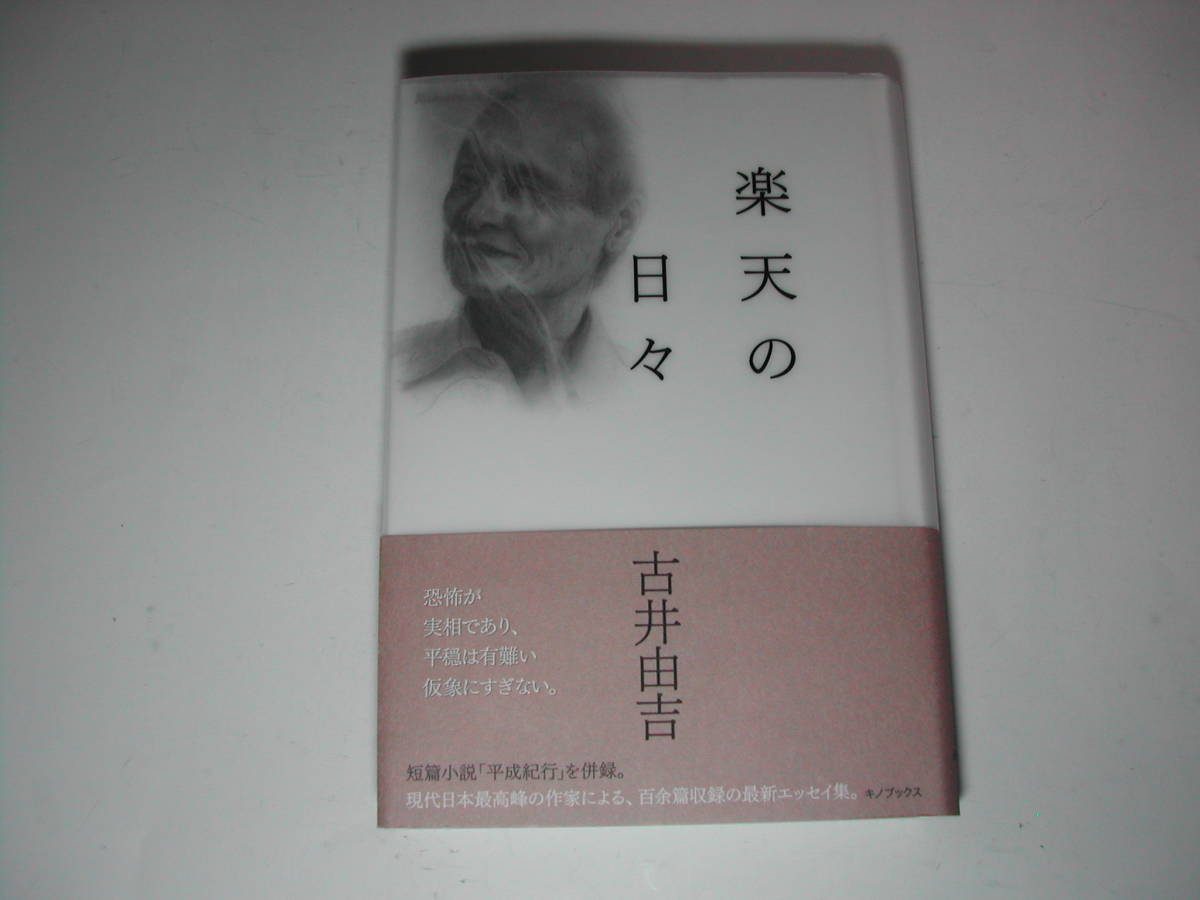 楽天の
日々
古井由吉
恐怖が
実相であり、
平穏は有難い
仮象にすぎない。
短篇小説「平成紀行」を併録。
現代日本最高峰の作家による、百余篇収録の最新エッセイ集。 キノブックス